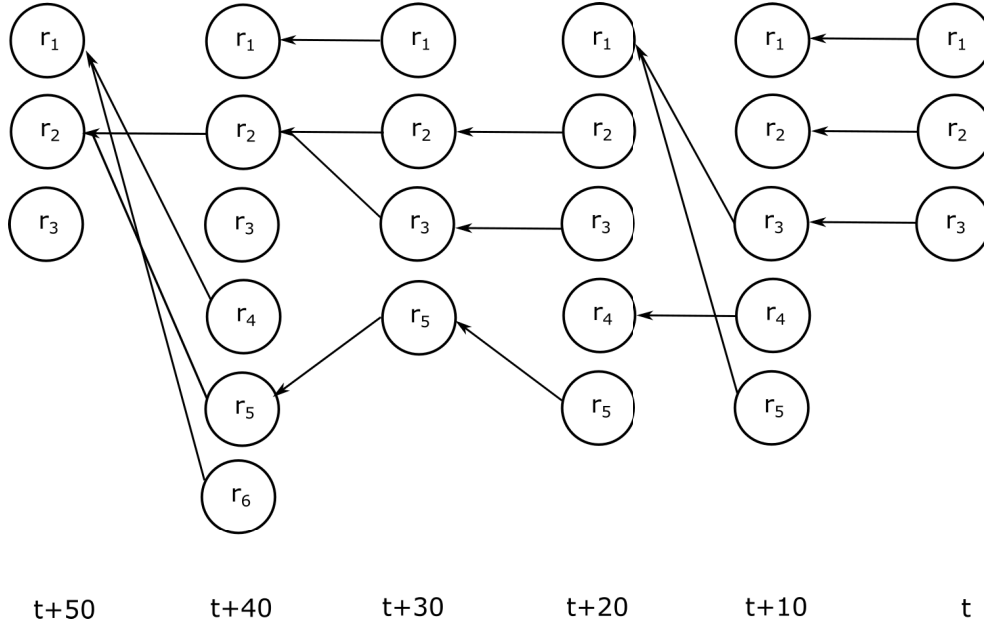 r₁ r₁ r₁ r₁ r₁ r₁
r₂ r₂ r₂ r₂ r₂ r₂
r₃ r₃ r₃ r₃ r₃ r₃
r₄ r₅ r₄ r₄
r₅ r₅ r₅
r₆
t+50 t+40 t+30 t+20 t+10 t